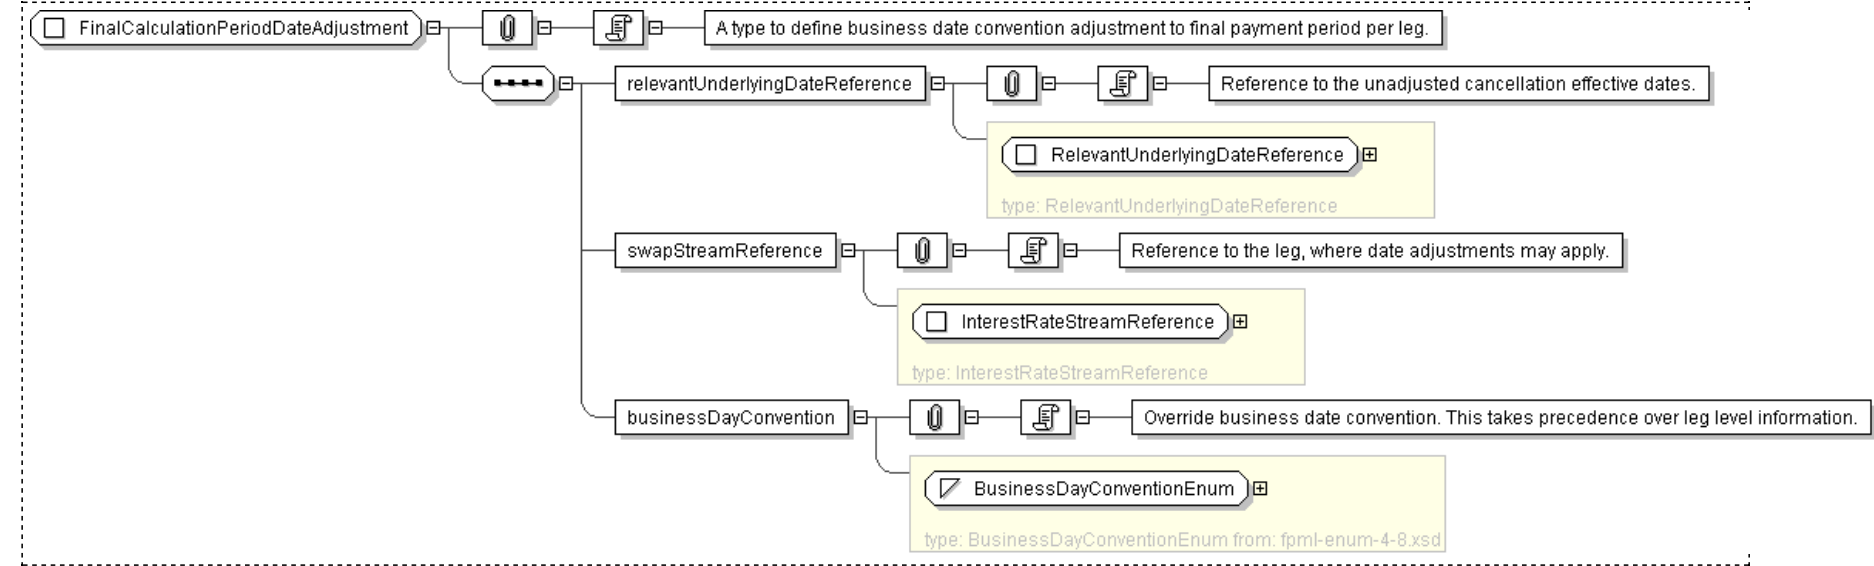 FinalCalculationPeriodDateAdjustment
A type to define business date convention adjustment to final payment period per leg.
relevantUnderlyingDateReference
Reference to the unadjusted cancellation effective dates.
RelevantUnderlyingDateReference
type: RelevantUnderlyingDateReference
swapStreamReference
Reference to the leg, where date adjustments may apply.
InterestRateStreamReference
type: InterestRateStreamReference
businessDayConvention
Override business date convention. This takes precedence over leg level information.
BusinessDayConventionEnum
type: BusinessDayConventionEnum from: fpml-enum-4-8.xsd